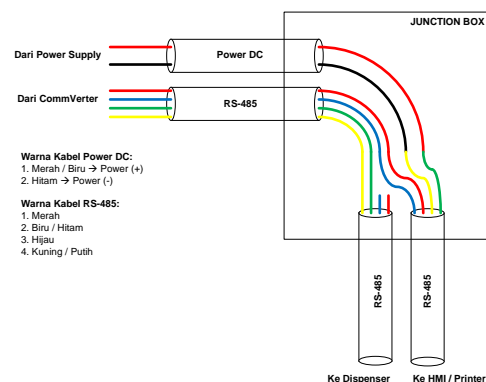 JUNCTION BOX
Dari Power Supply
Power DC
Dari CommVerter
RS-485
Warna Kabel Power DC:
1. Merah / Biru → Power (+)
2. Hitam → Power (-)
Warna Kabel RS-485:
1. Merah
2. Biru / Hitam
3. Hijau
4. Kuning / Putih
RS-485
RS-485
Ke Dispenser
Ke HMI / Printer